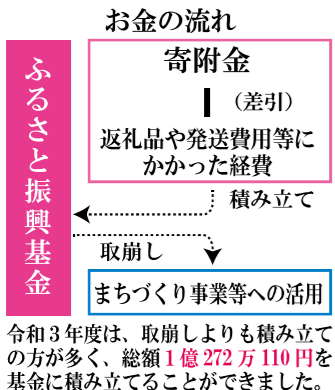 お金の流れ
ふるさと振興基金
寄附金
（差引）
返礼品や発送費用等に
かかった経費
積み立て
取崩し
まちづくり事業等への活用
令和３年度は、取崩しよりも積み立て
の方が多く、総額１億272万110円を
基金に積み立てることができました。